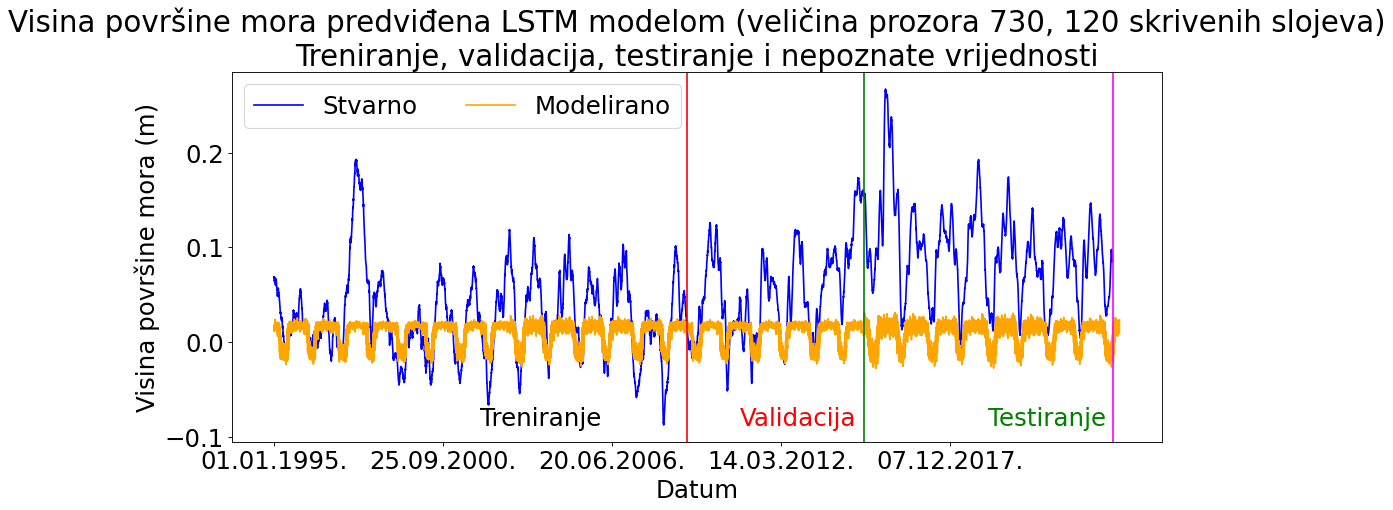 Visina površine mora predviđena LSTM modelom (veličina prozora 730, 120 skrivenih slojeva)
Treniranje, validacija, testiranje i nepoznate vrijednosti
Stvarno
Modelirano
Visina površine mora (m)
0.2
0.1
0.0
−0.1
Treniranje
Validacija
Testiranje
01.01.1995.
25.09.2000.
20.06.2006.
14.03.2012.
07.12.2017.
Datum